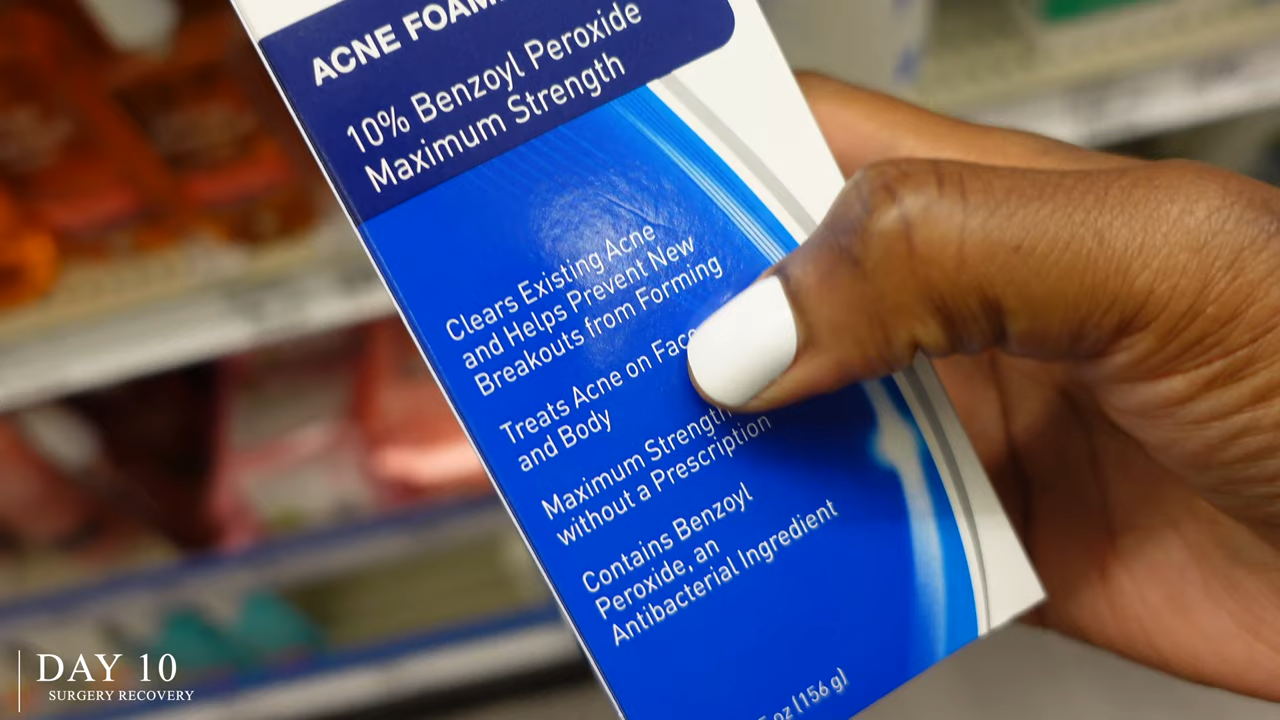 ACNE FOAM
10% Benzoyl Peroxide
Maximum Strength
Clears Existing Acne
and Helps Prevent New
Breakouts from Forming
Treats Acne on Face
and Body
Maximum Strength
without a Prescription
Contains Benzoyl
Peroxide, an
Antibacterial Ingredient
oz (156 g)
DAY 10
SURGERY RECOVERY